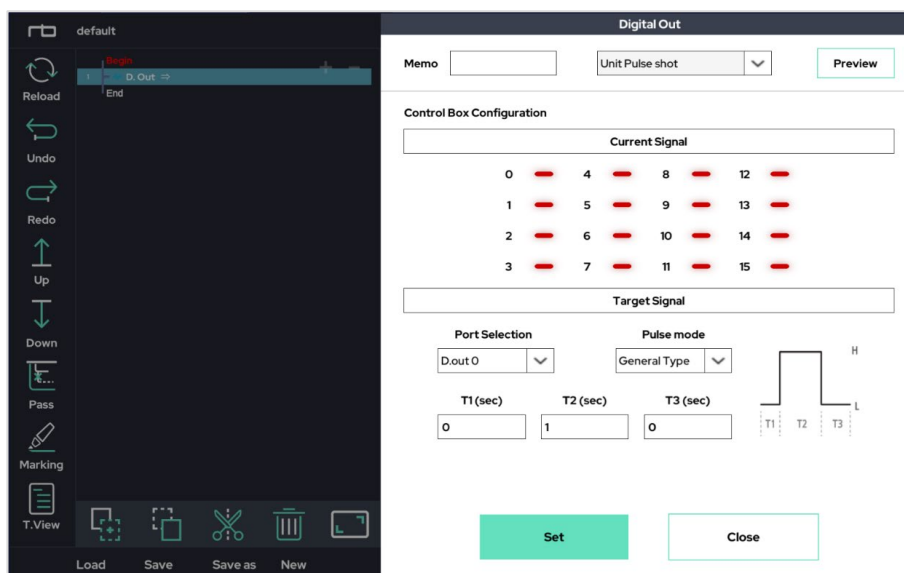 default
Digital Out
Begin
1 D. Out ⇒
End
Reload
Undo
Redo
Up
Down
Pass
Marking
T.View
Load Save Save as New
Memo Unit Pulse shot Preview
Control Box Configuration
Current Signal
0 4 8 12
1 5 9 13
2 6 10 14
3 7 11 15
Target Signal
Port Selection Pulse mode
D.out 0 General Type
T1 (sec) T2 (sec) T3 (sec)
0 1 0
H
L
T1 T2 T3
Set Close